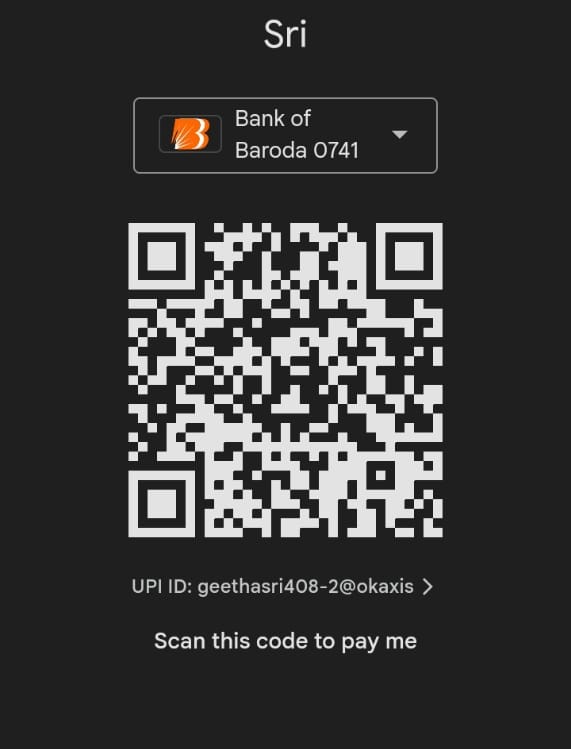 Sri
Bank of
Baroda 0741
UPI ID: geethasri408-2@okaxis
Scan this code to pay me